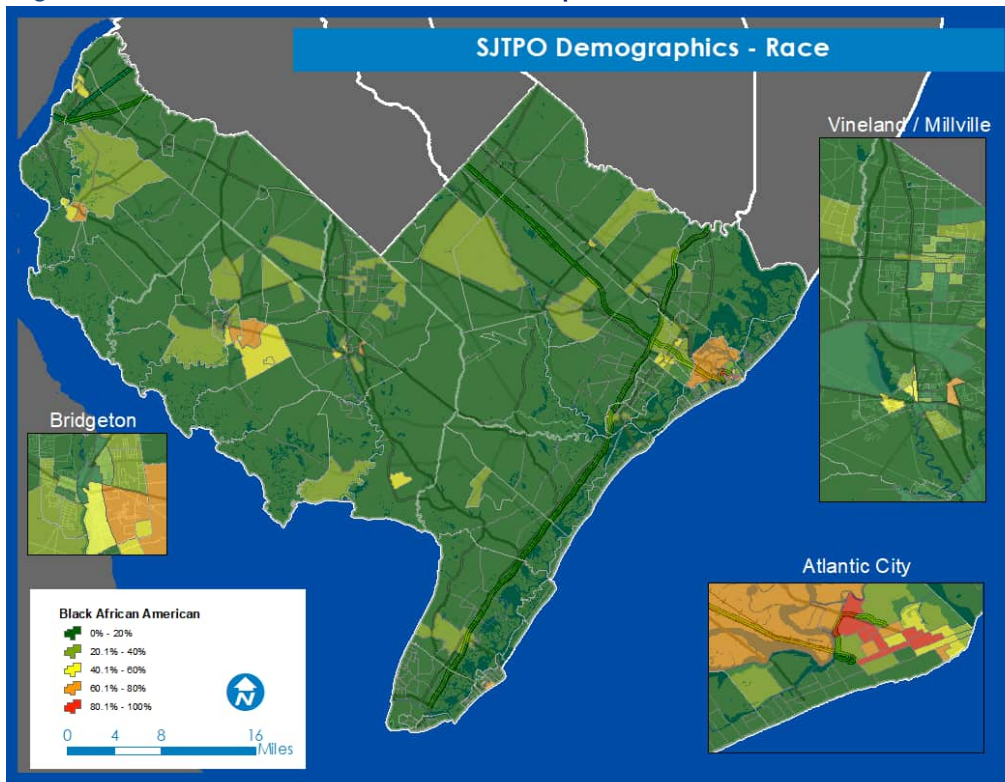 SJTPO Demographics - Race
Vineland / Millville
Bridgeton
Atlantic City
Black African American
0% - 20%
20.1% - 40%
40.1% - 60%
60.1% - 80%
80.1% - 100%
N
0 4 8 16
Miles